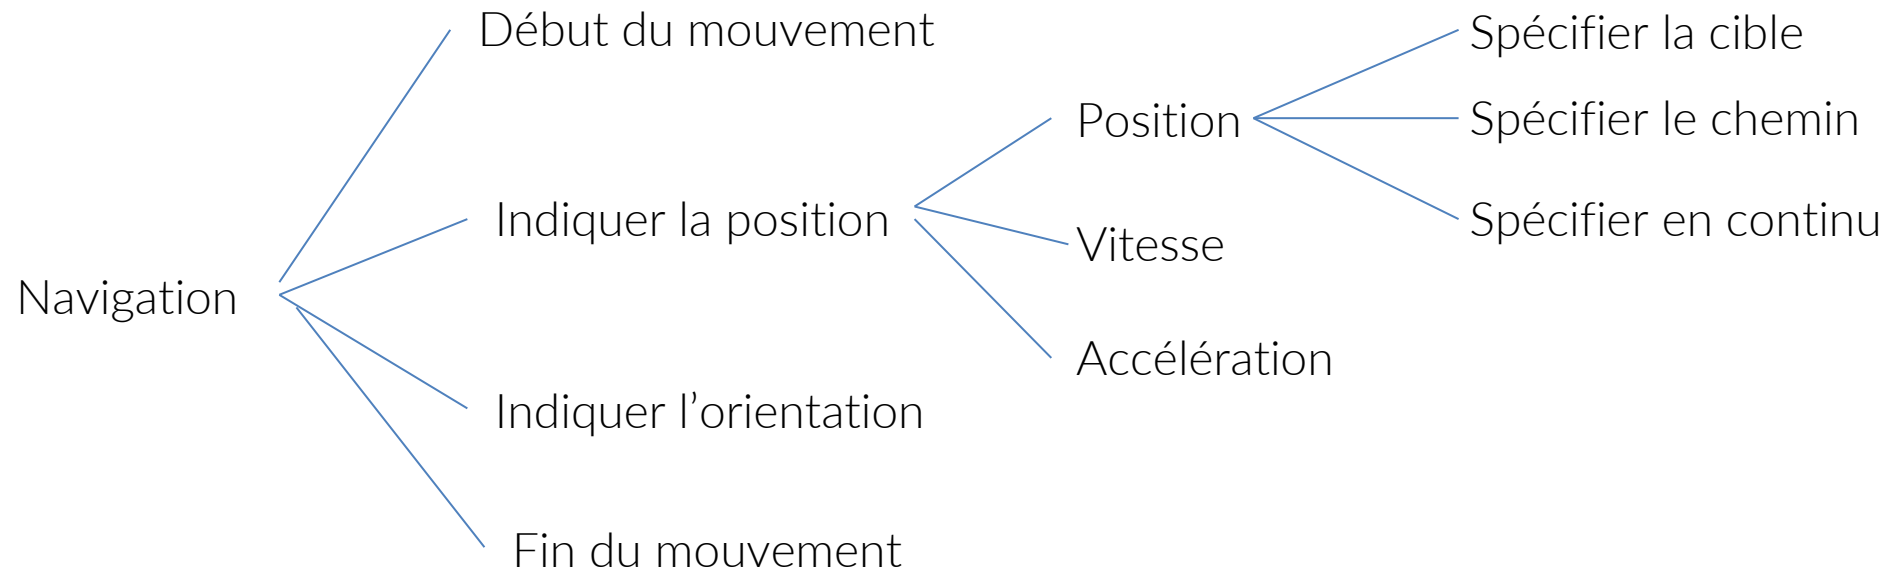 Navigation
Début du mouvement
Indiquer la position
Indiquer l’orientation
Fin du mouvement
Position
Vitesse
Accélération
Spécifier la cible
Spécifier le chemin
Spécifier en continu